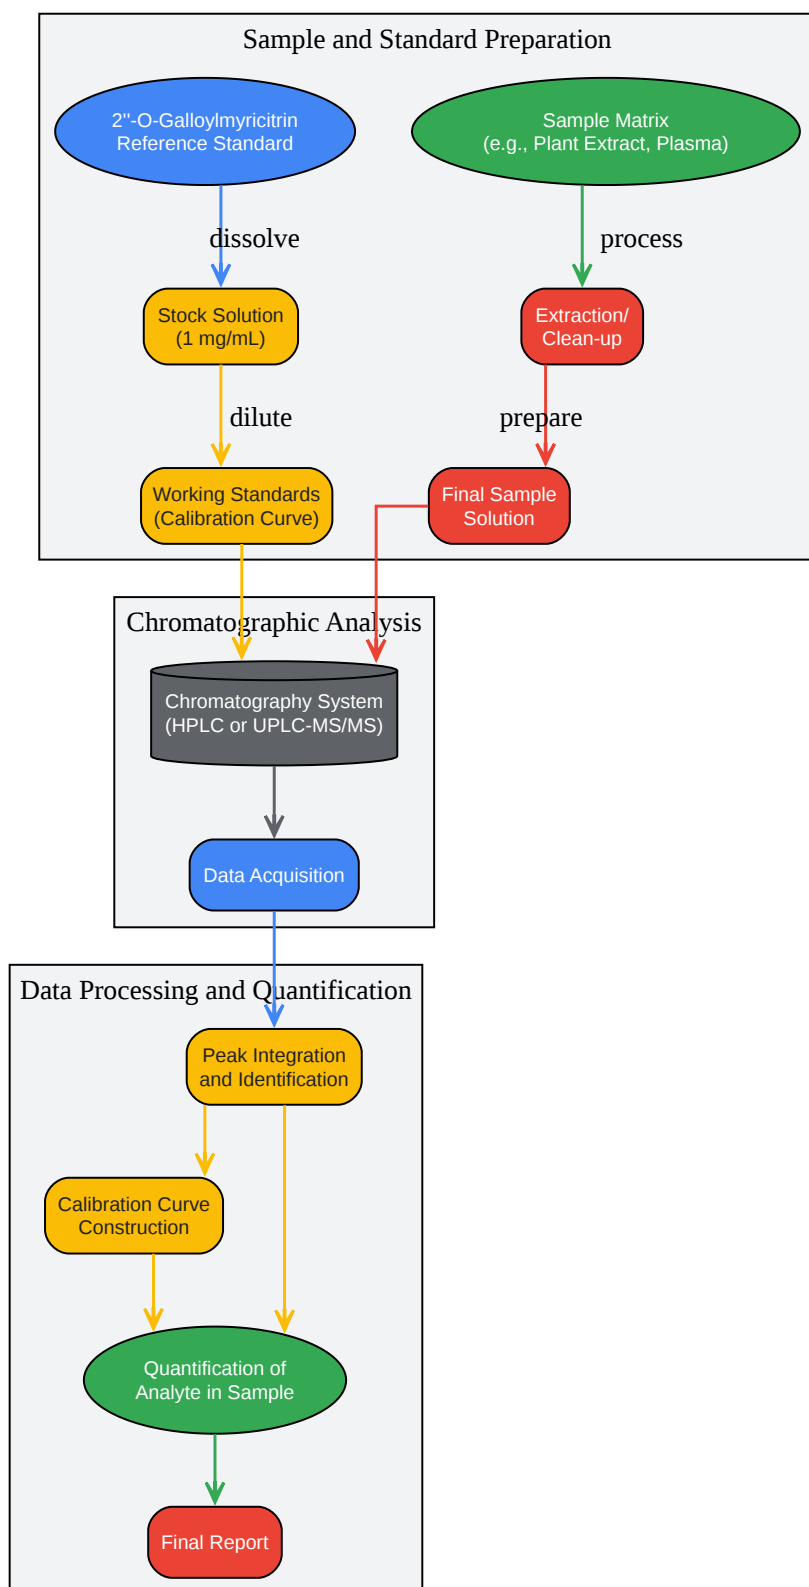 Sample and Standard Preparation
2''-O-Galloylmyricitrin
Reference Standard
Sample Matrix
(e.g., Plant Extract, Plasma)
dissolve
process
Stock Solution
(1 mg/mL)
Extraction/
Clean-up
dilute
prepare
Working Standards
(Calibration Curve)
Final Sample
Solution
Chromatographic Analysis
Chromatography System
(HPLC or UPLC-MS/MS)
Data Acquisition
Data Processing and Quantification
Peak Integration
and Identification
Calibration Curve
Construction
Quantification of
Analyte in Sample
Final Report